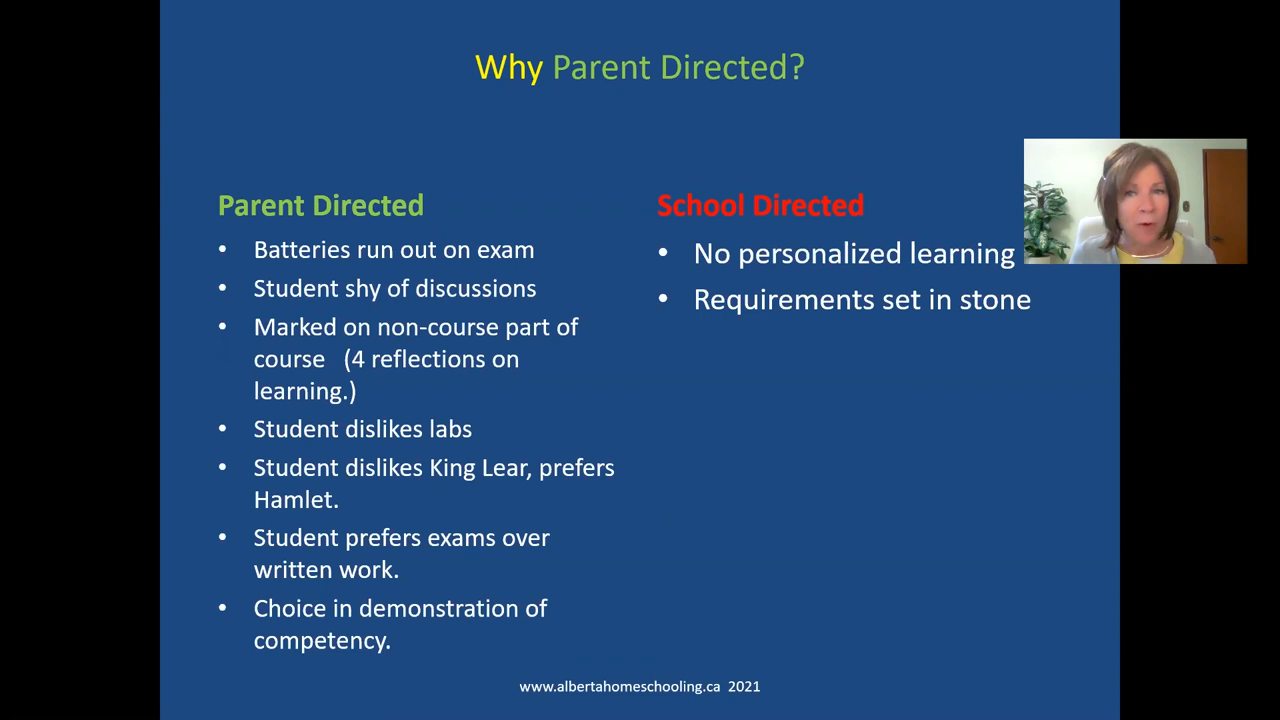 Why Parent Directed?
Parent Directed
• Batteries run out on exam
• Student shy of discussions
• Marked on non-course part of
course (4 reflections on
learning.)
• Student dislikes labs
• Student dislikes King Lear, prefers
Hamlet.
• Student prefers exams over
written work.
• Choice in demonstration of
competency.
School Directed
• No personalized learning
• Requirements set in stone
www.albertahomeschooling.ca 2021